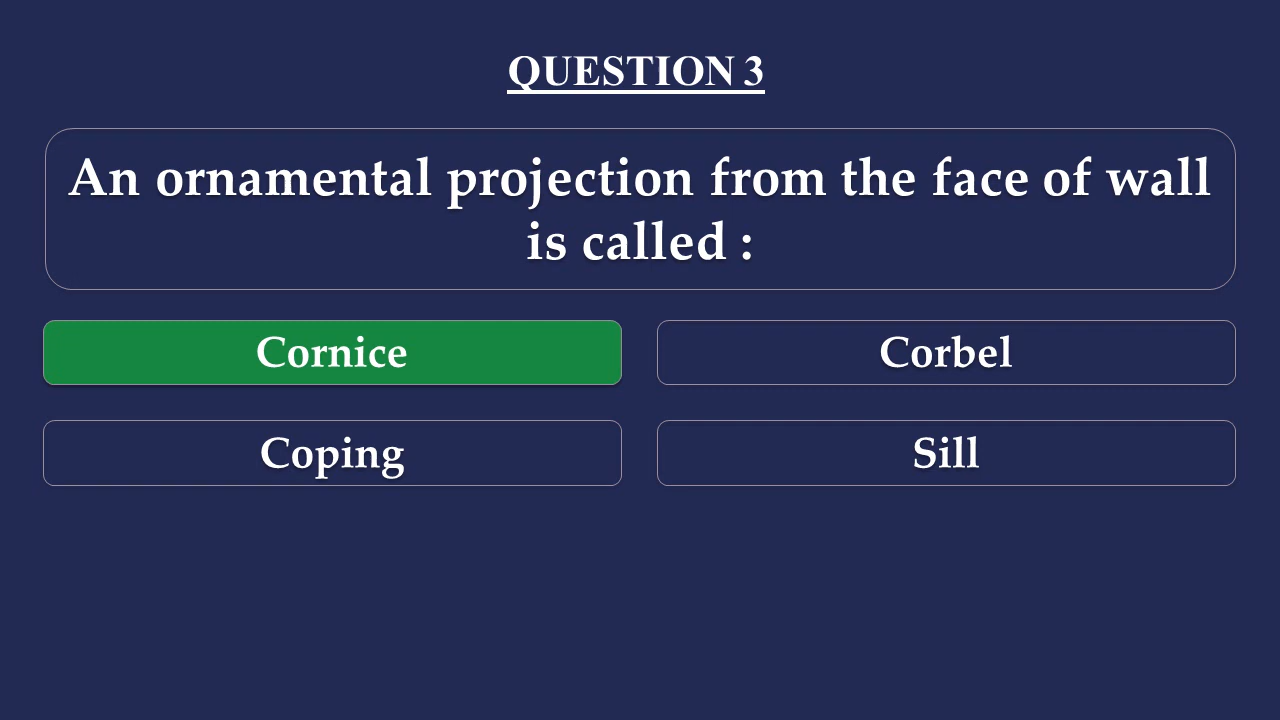 QUESTION 3
An ornamental projection from the face of wall
is called :
Cornice
Corbel
Coping
Sill